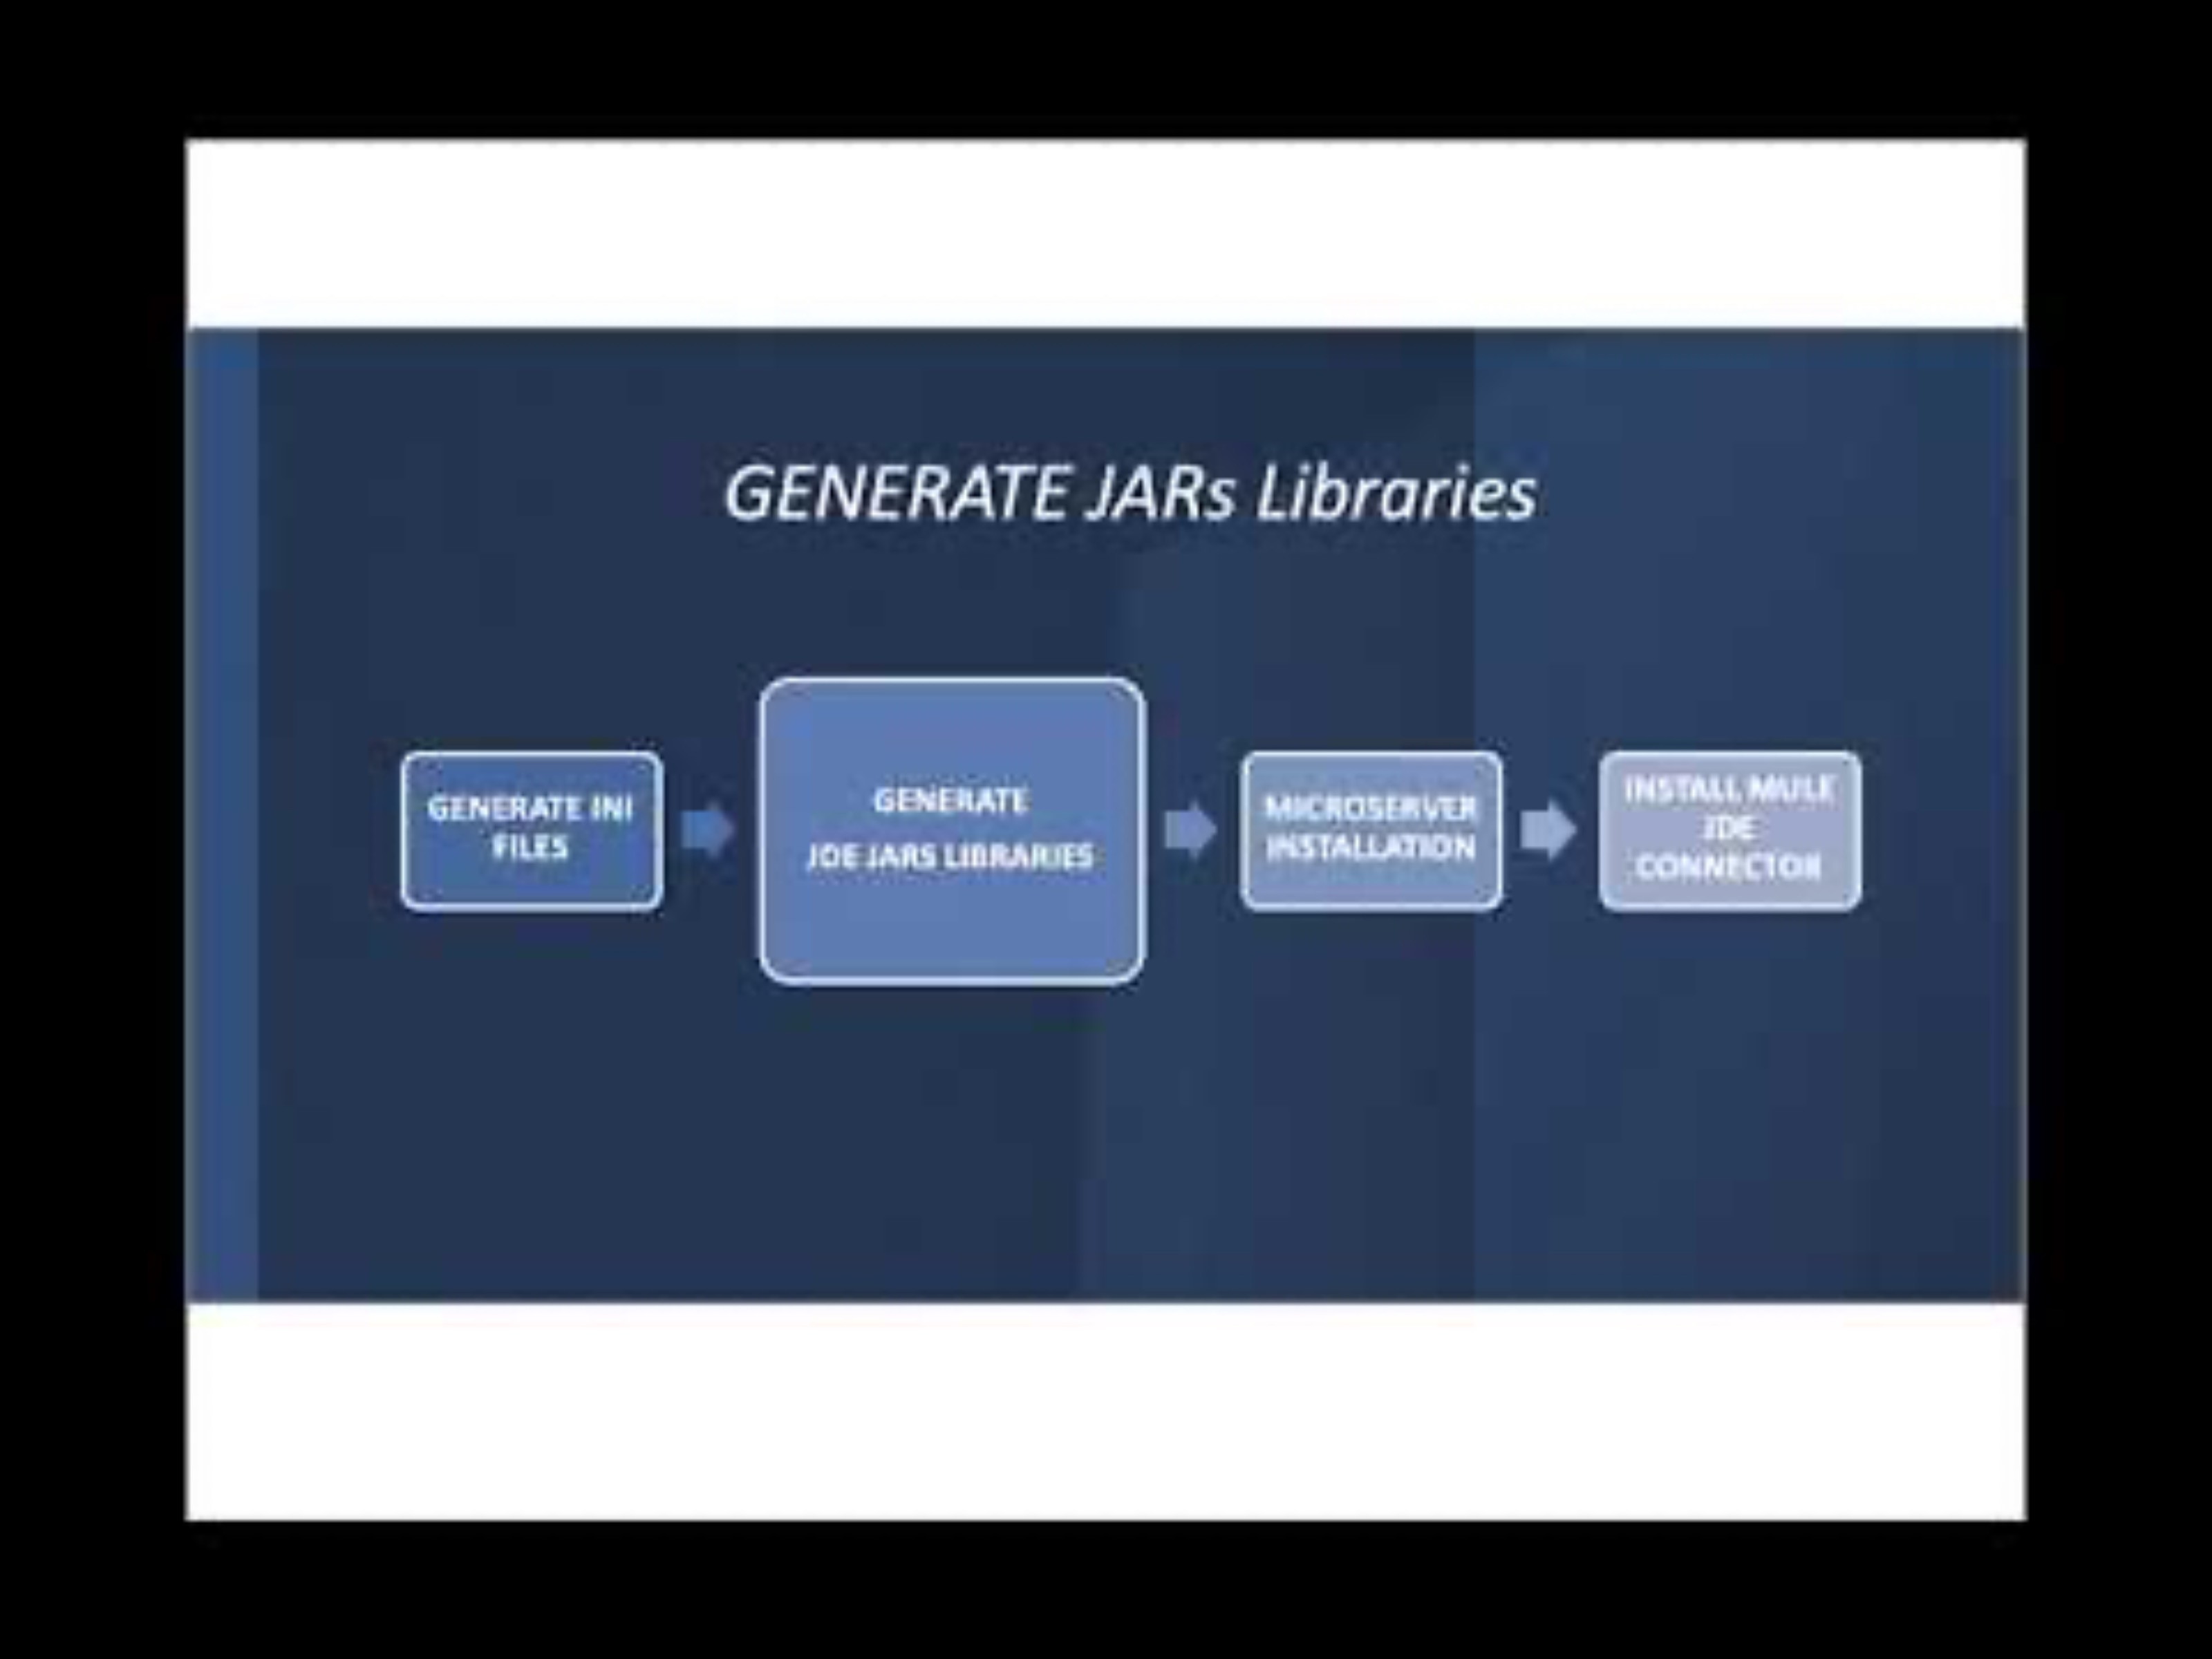 GENERATE JARs Libraries
GENERATE INI
FILES
GENERATE
JDE JARS LIBRARIES
MICROSERVER
INSTALLATION
INSTALL MULE
JDE
CONNECTOR